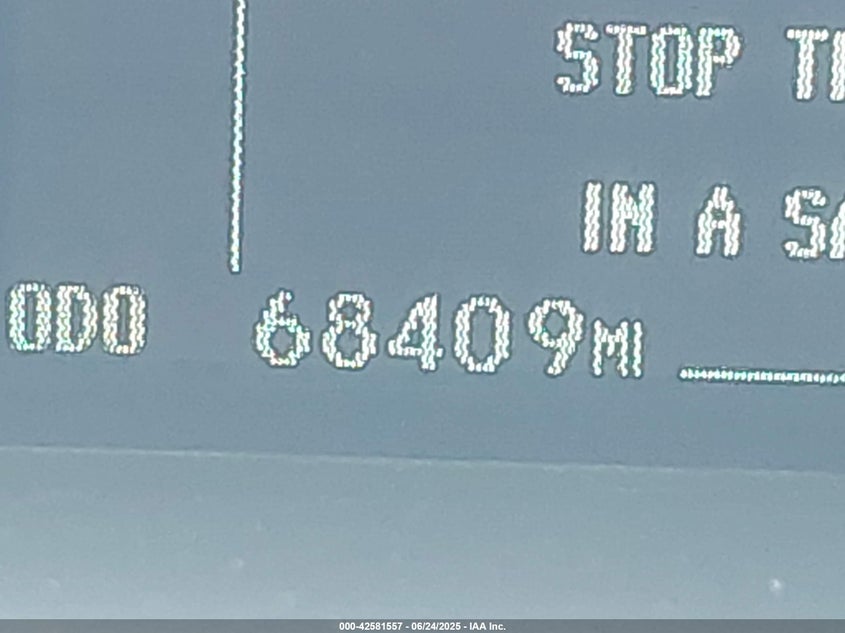 STOP
IN A
ODO 68409MI
000-42581557 - 06/24/2025 - IAA Inc.